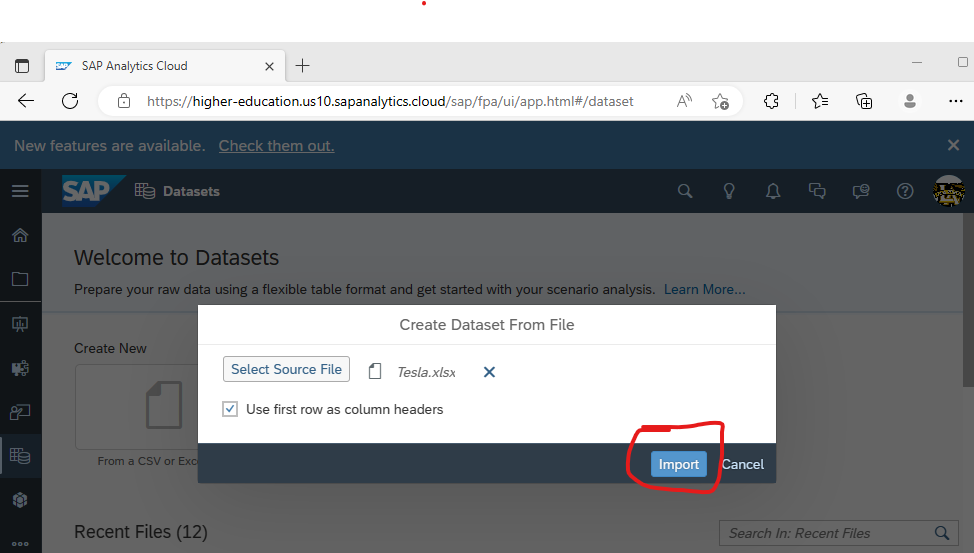 SAP SAP Analytics Cloud
https://higher-education.us10.sapanalytics.cloud/sap/fpa/ui/app.html#/dataset
New features are available. Check them out.
SAP Datasets
Welcome to Datasets
Prepare your raw data using a flexible table format and get started with your scenario analysis. Learn More...
Create Dataset From File
Create New
Select Source File Tesla.xlsx
Use first row as column headers
From a CSV or Exc
Import Cancel
Recent Files (12)
Search In: Recent Files